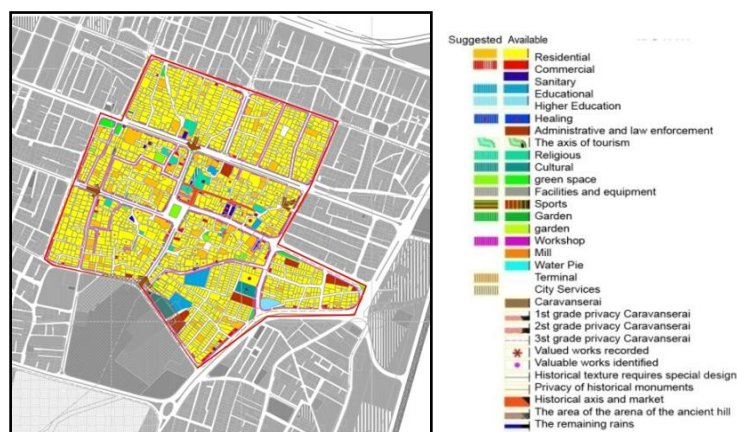 Suggested Available
Residential
Commercial
Sanitary
Educational
Higher Education
Healing
Administrative and law enforcement
The axis of tourism
Religious
Cultural
green space
Facilities and equipment
Sports
Garden
garden
Workshop
Mill
Water Pie
Terminal
City Services
Caravanserai
1st grade privacy Caravanserai
2st grade privacy Caravanserai
3st grade privacy Caravanserai
Valued works recorded
Valuable works identified
Historical texture requires special design
Privacy of historical monuments
Historical axis and market
The area of the arena of the ancient hill
The remaining rains